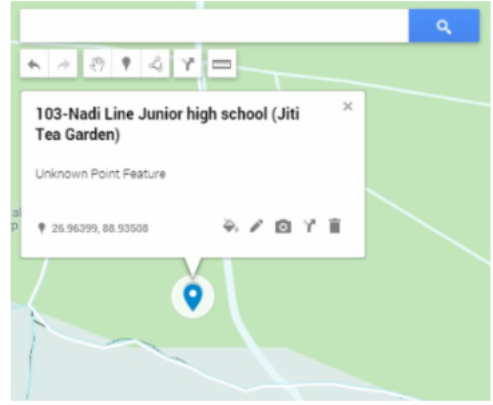 103-Nadi Line Junior high school (Jiti
Tea Garden)
Unknown Point Feature
26.96399, 88.93508